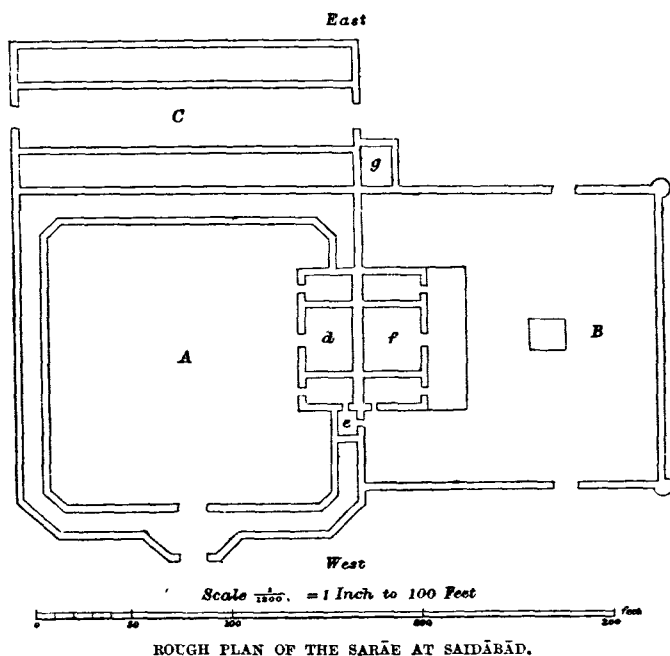 East
C
g
d
f
B
A
e
West
Scale 1/1200. = 1 Inch to 100 Feet
0 50 100 200 feet
ROUGH PLAN OF THE SARĀE AT SAIDĀBĀD.